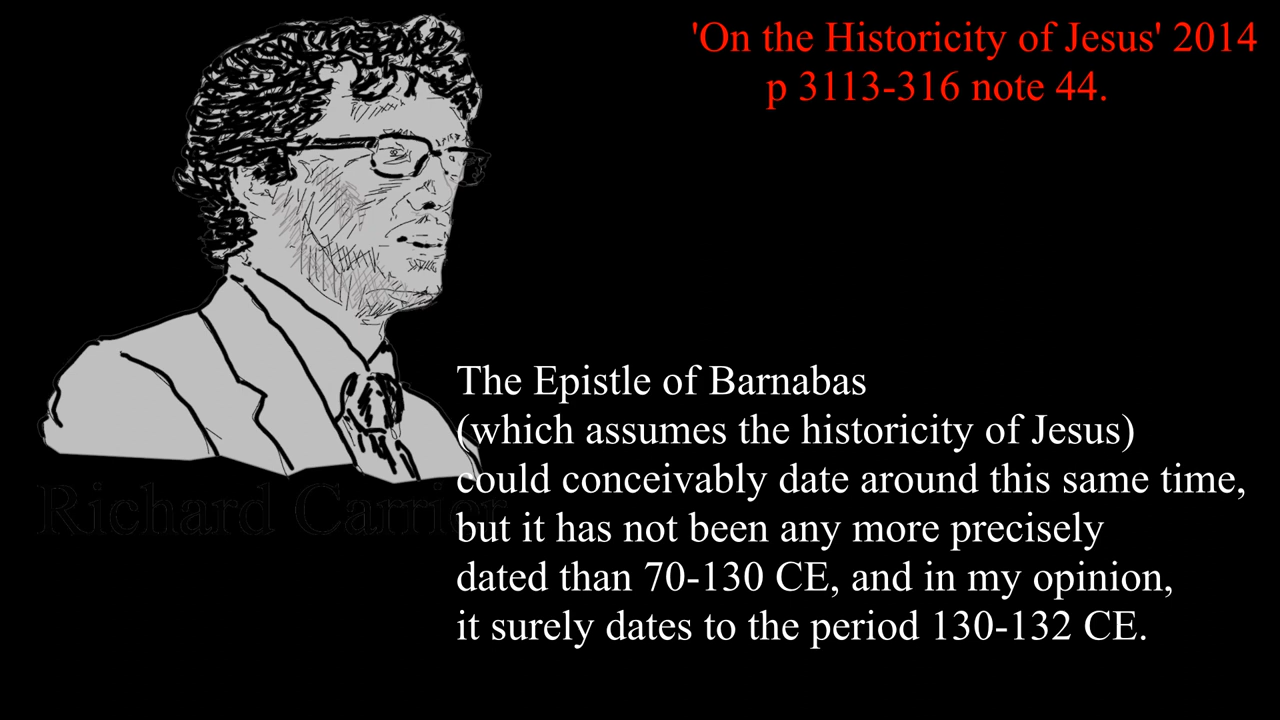 'On the Historicity of Jesus' 2014
p 3113-316 note 44.
The Epistle of Barnabas
(which assumes the historicity of Jesus)
could conceivably date around this same time,
but it has not been any more precisely
dated than 70-130 CE, and in my opinion,
it surely dates to the period 130-132 CE.
Richard Carrier